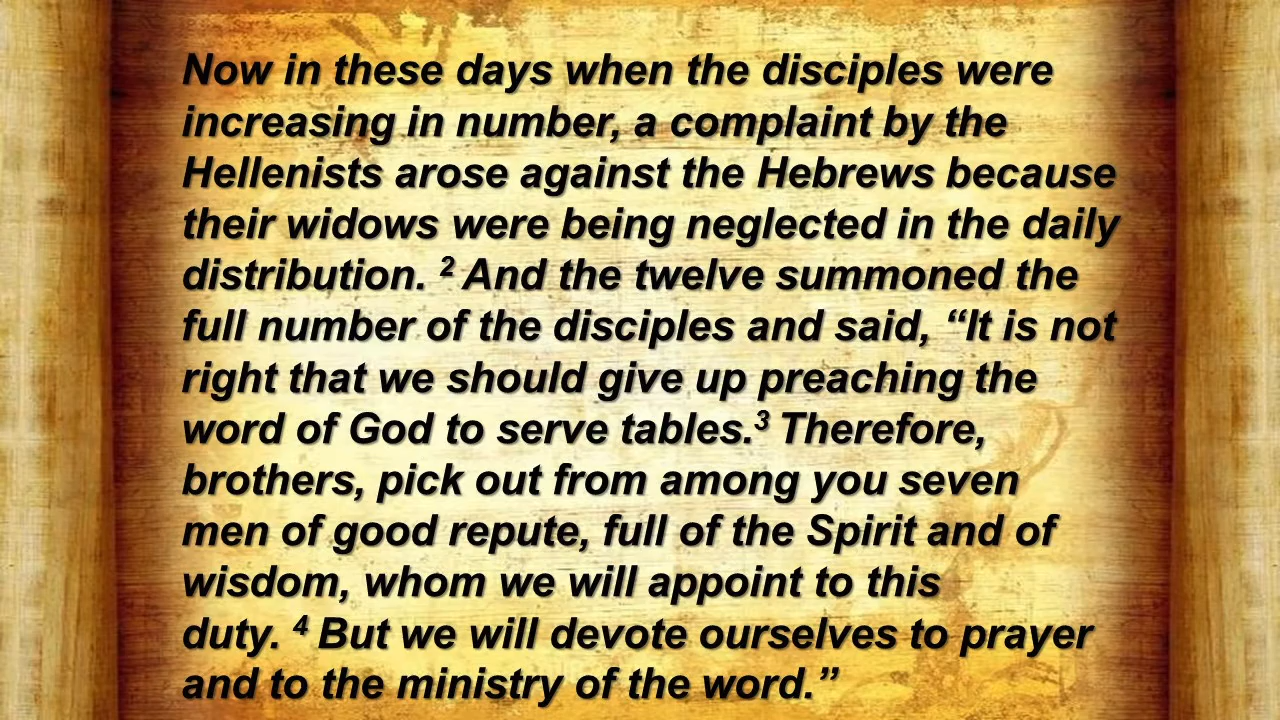 Now in these days when the disciples were
increasing in number, a complaint by the
Hellenists arose against the Hebrews because
their widows were being neglected in the daily
distribution. ² And the twelve summoned the
full number of the disciples and said, “It is not
right that we should give up preaching the
word of God to serve tables.³ Therefore,
brothers, pick out from among you seven
men of good repute, full of the Spirit and of
wisdom, whom we will appoint to this
duty. ⁴ But we will devote ourselves to prayer
and to the ministry of the word.”